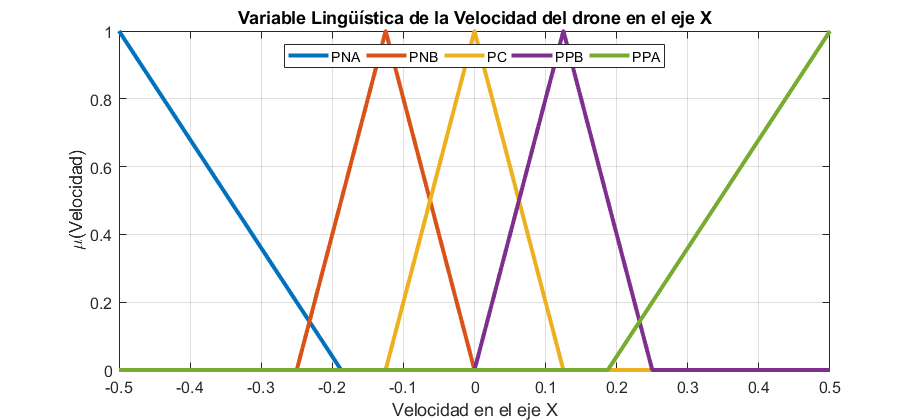 Variable Lingüística de la Velocidad del drone en el eje X
PNA PNB PC PPB PPA
1
0.8
0.6
0.4
0.2
0
μ(Velocidad)
-0.5 -0.4 -0.3 -0.2 -0.1 0 0.1 0.2 0.3 0.4 0.5
Velocidad en el eje X